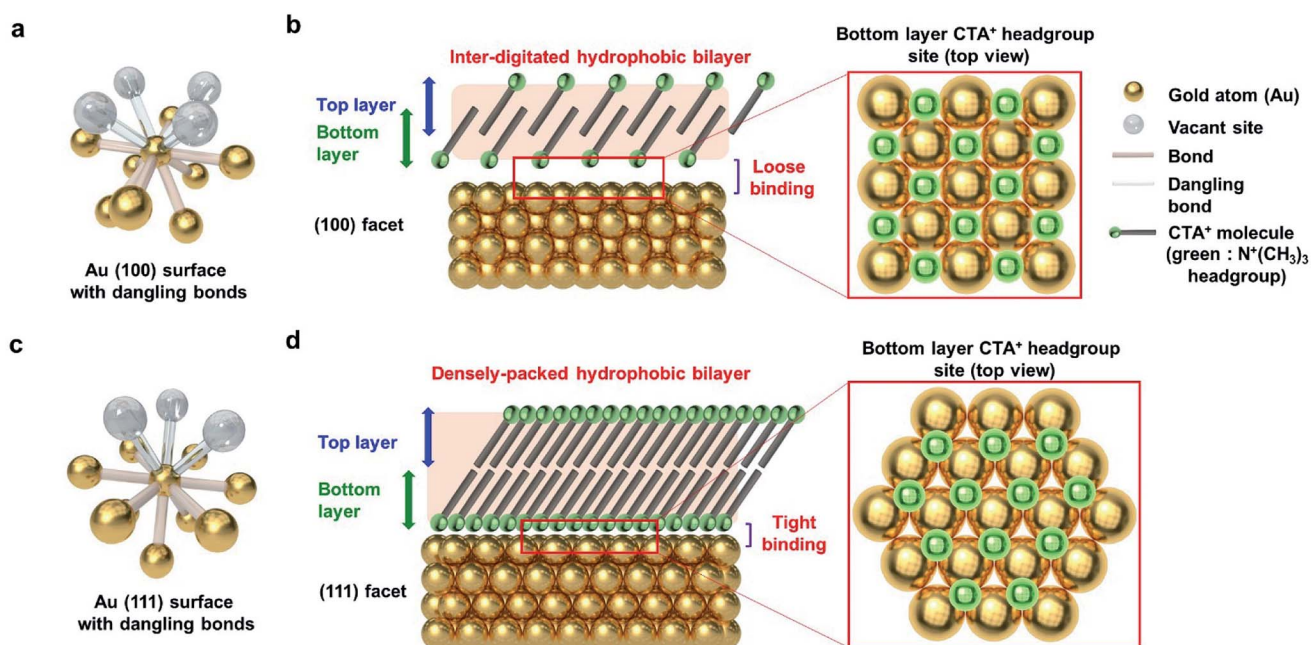 a
Au (100) surface
with dangling bonds
b
Inter-digitated hydrophobic bilayer
Top layer
Bottom
layer
Loose
binding
(100) facet
Bottom layer CTA⁺ headgroup
site (top view)
Gold atom (Au)
Vacant site
Bond
Dangling
bond
CTA⁺ molecule
(green : N⁺(CH₃)₃
headgroup)
c
Au (111) surface
with dangling bonds
d
Densely-packed hydrophobic bilayer
Top layer
Bottom
layer
Tight
binding
(111) facet
Bottom layer CTA⁺ headgroup
site (top view)